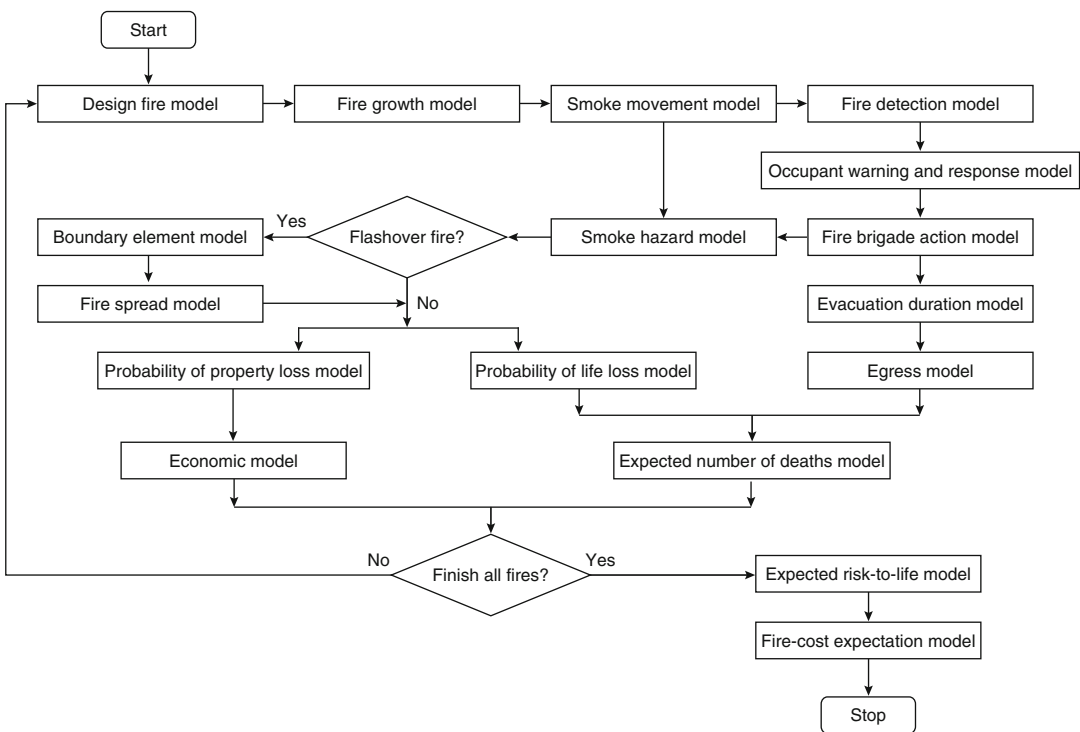 Start
Design fire model
Fire growth model
Smoke movement model
Fire detection model
Occupant warning and response model
Yes
Boundary element model
Flashover fire?
Smoke hazard model
Fire brigade action model
Fire spread model
No
Evacuation duration model
Probability of property loss model
Probability of life loss model
Egress model
Economic model
Expected number of deaths model
No
Finish all fires?
Yes
Expected risk-to-life model
Fire-cost expectation model
Stop